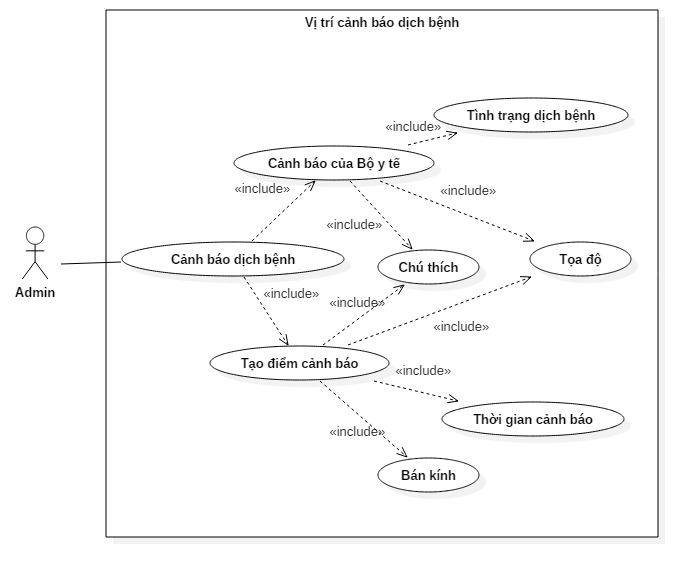 Vị trí cảnh báo dịch bệnh
Tình trạng dịch bệnh
«include»
Cảnh báo của Bộ y tế
«include»
«include»
«include»
Admin
Cảnh báo dịch bệnh
Chú thích
Tọa độ
«include»
«include»
«include»
Tạo điểm cảnh báo
«include»
Thời gian cảnh báo
«include»
Bán kính